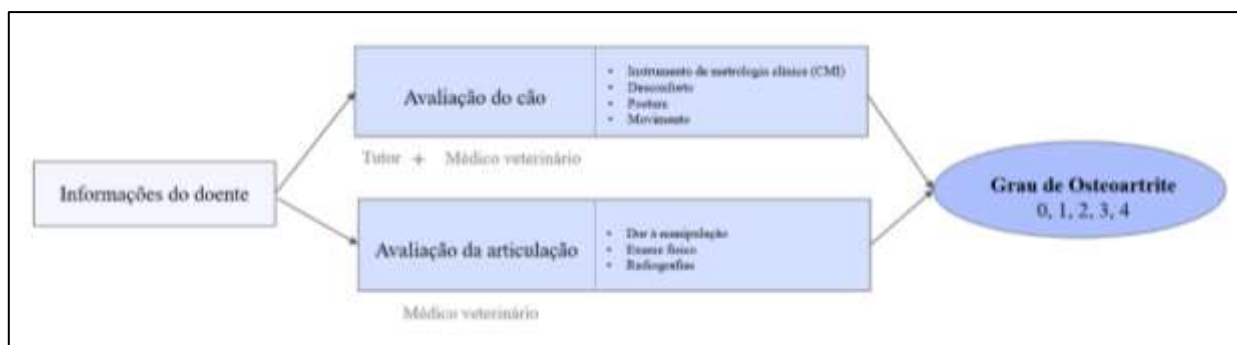 Informações do doente
Avaliação do cão
• Instrumento de metrologia clínica (CMI)
• Desconforto
• Postura
• Movimento
Tutor + Médico veterinário
Avaliação da articulação
• Dor à manipulação
• Exame físico
• Radiografias
Médico veterinário
Grau de Osteoartrite
0, 1, 2, 3, 4